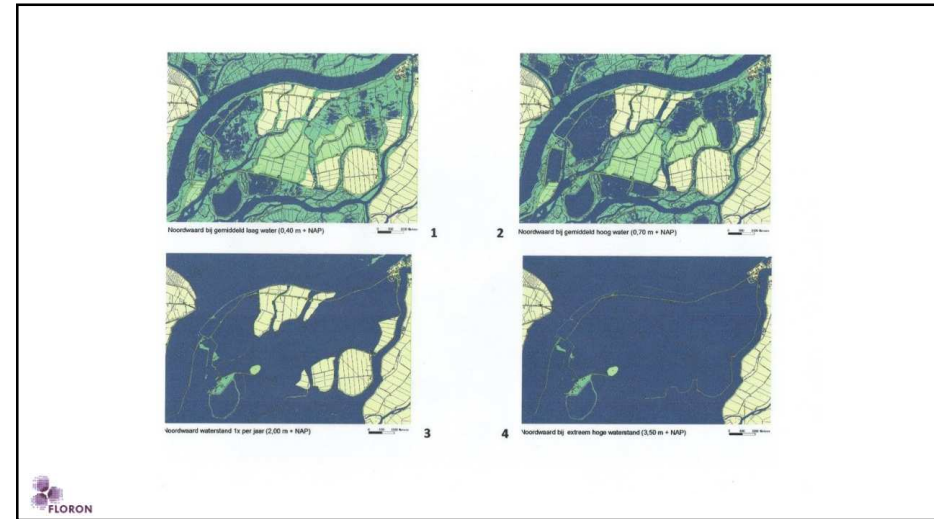 Noordwaard bij gemiddeld laag water (0,40 m + NAP)
1
2
Noordwaard bij gemiddeld hoog water (0,70 m + NAP)
Noordwaard waterstand 1x per jaar (2,00 m + NAP)
3
4
Noordwaard bij extreem hoge waterstand (3,50 m + NAP)
FLORON